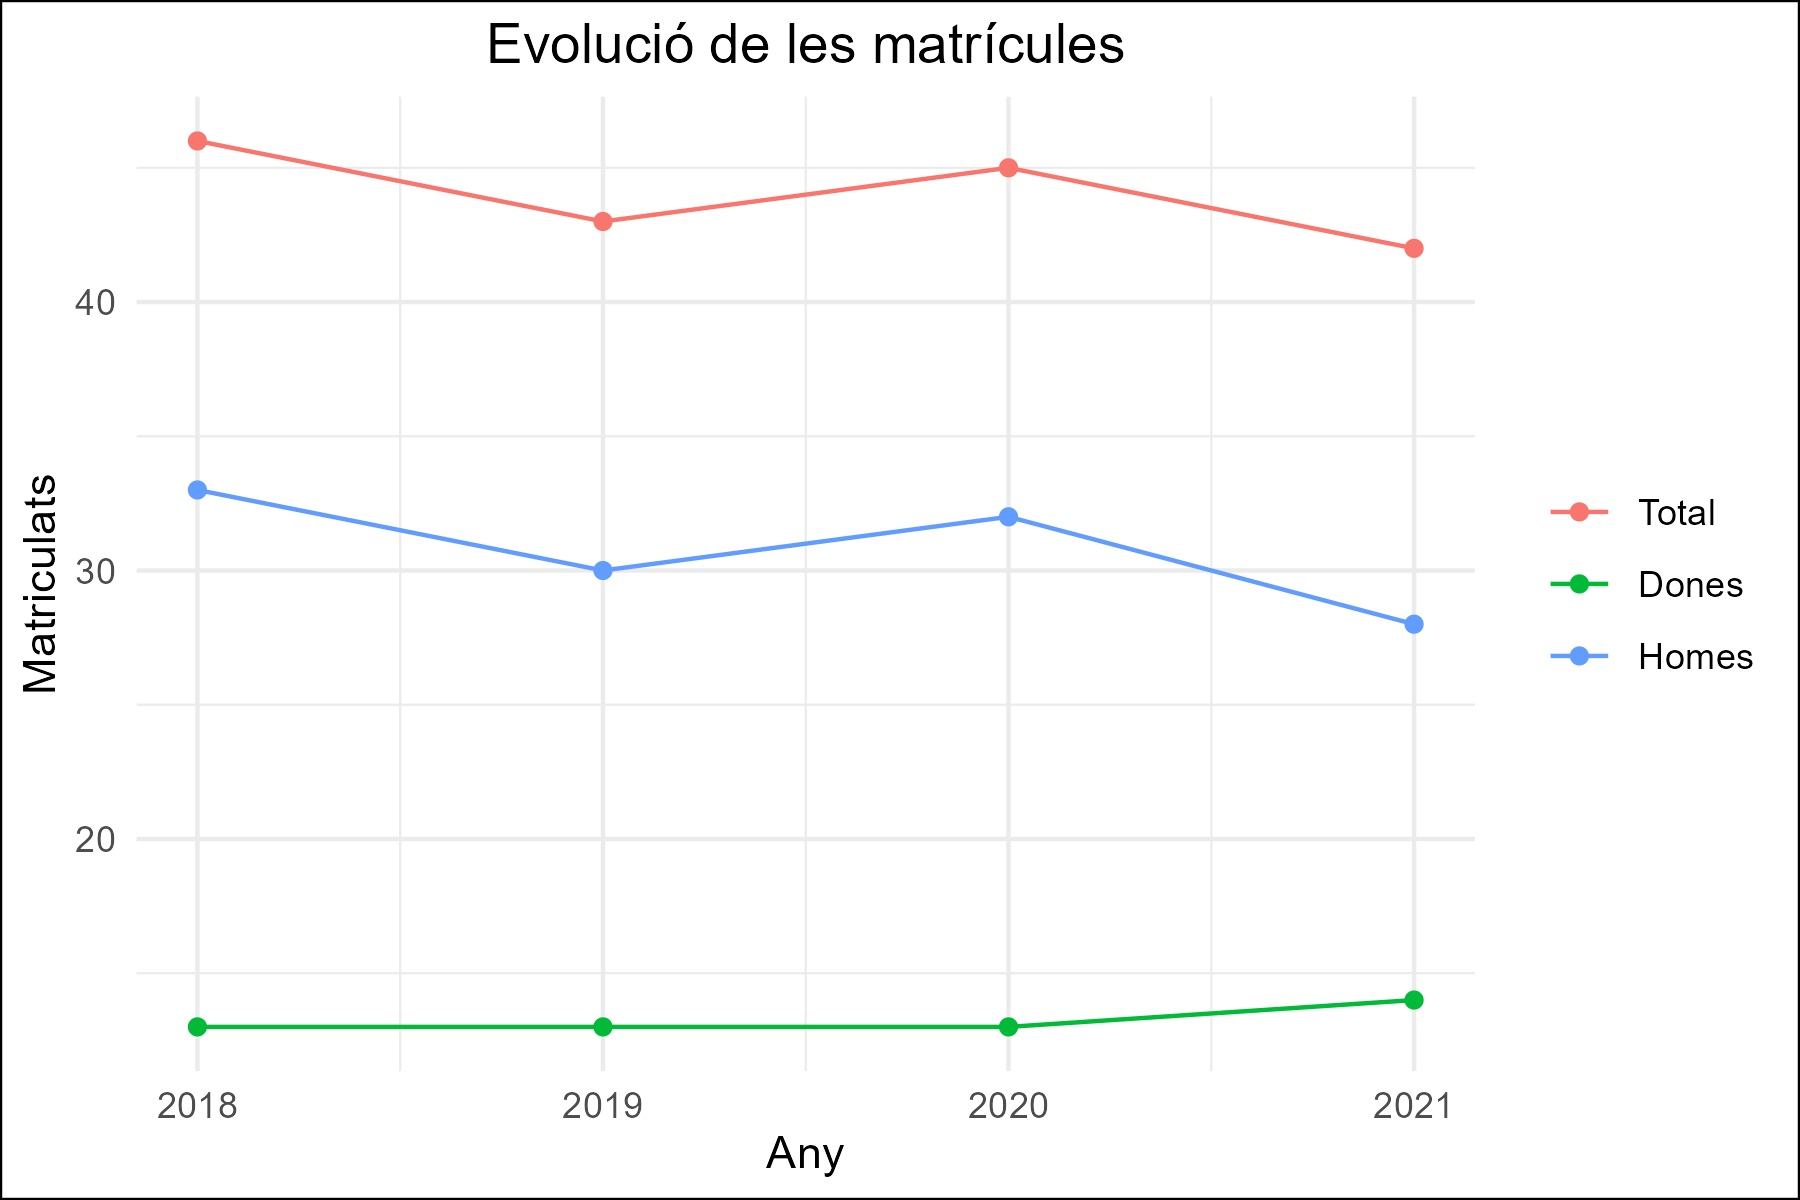 Evolució de les matrícules
Matriculats
40
30
20
2018 2019 2020 2021
Any
Total
Dones
Homes